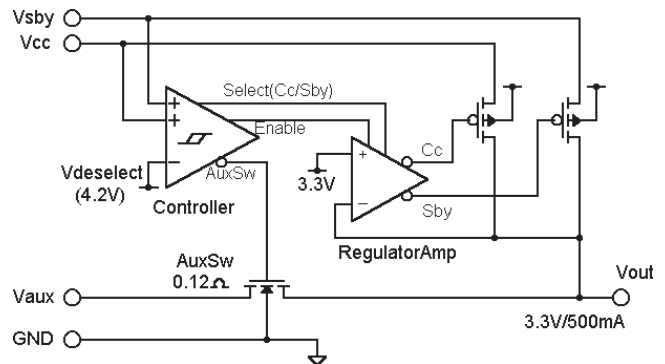 Vsby
Vcc
Select(Cc/Sby)
+
+
Enable
−
AuxSw
Vdeselect
(4.2V)
Controller
+
Cc
3.3V
−
Sby
RegulatorAmp
AuxSw
0.12Ω
Vaux
Vout
3.3V/500mA
GND